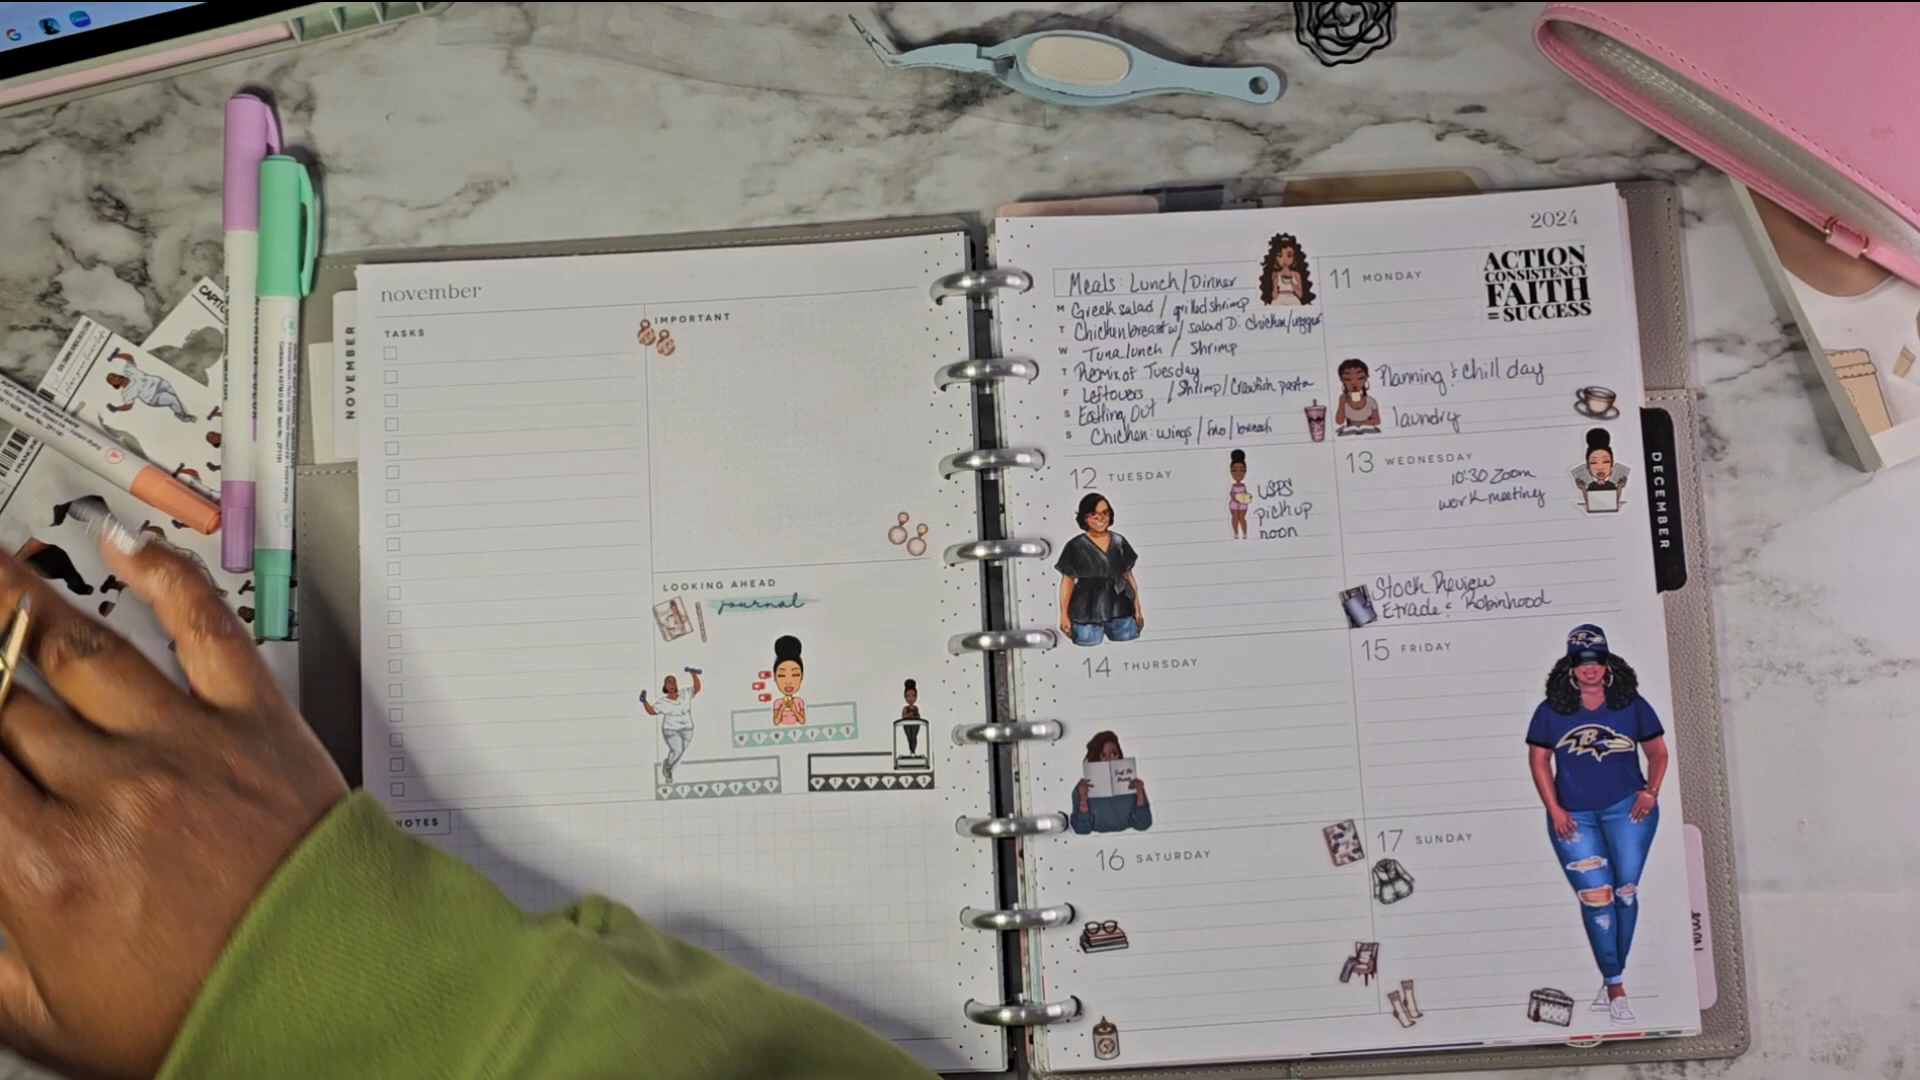 november
TASKS
IMPORTANT
LOOKING AHEAD
journal
M T W T F S S
M T W T F S S
M T W T F S S
NOTES
NOVEMBER
2024
Meals: Lunch/Dinner
M Greek salad / grilled shrimp
T Chicken breast w/ salad D: Chicken/veggies
W Tuna lunch / Shrimp
T Remix of Tuesday
F Leftovers / Shrimp/Crawfish pasta
S Eating Out
S Chicken wings / /
11 MONDAY
ACTION
CONSISTENCY
FAITH
= SUCCESS
Planning & Chill day
laundry
12 TUESDAY
USPS
pick up
noon
13 WEDNESDAY
10:30 Zoom
work meeting
Stock Review
Etrade & Robinhood
14 THURSDAY
15 FRIDAY
B
16 SATURDAY
17 SUNDAY
DECEMBER